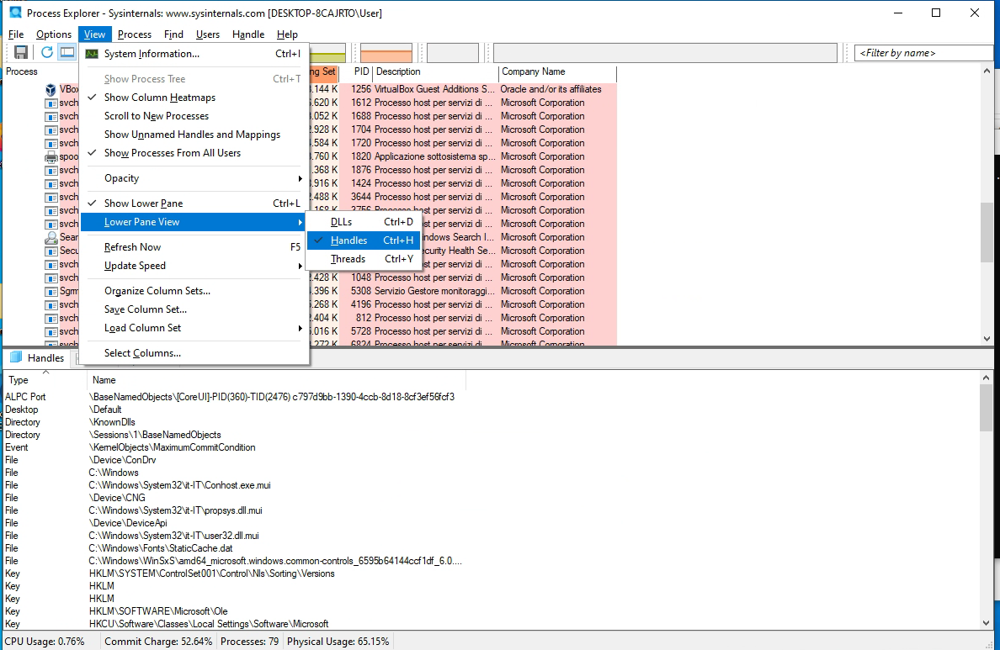 Process Explorer - Sysinternals: www.sysinternals.com [DESKTOP-8CAJRTO\User]
File Options View Process Find Users Handle Help
<Filter by name>
System Information... Ctrl+I
Show Process Tree Ctrl+T
Show Column Heatmaps
Scroll to New Processes
Show Unnamed Handles and Mappings
Show Processes From All Users
Opacity
Show Lower Pane Ctrl+L
Lower Pane View
Refresh Now F5
Update Speed
Organize Column Sets...
Save Column Set...
Load Column Set
Select Columns...
DLLs Ctrl+D
Handles Ctrl+H
Threads Ctrl+Y
Process Set PID Description Company Name
VBox 1256 VirtualBox Guest Additions S... Oracle and/or its affiliates
svch .620 K 1612 Processo host per servizi di ... Microsoft Corporation
svch .052 K 1688 Processo host per servizi di ... Microsoft Corporation
svch .928 K 1704 Processo host per servizi di ... Microsoft Corporation
svch .584 K 1720 Processo host per servizi di ... Microsoft Corporation
spoo .760 K 1820 Applicazione sottosistema sp... Microsoft Corporation
svch .368 K 1876 Processo host per servizi di ... Microsoft Corporation
svch .916 K 1424 Processo host per servizi di ... Microsoft Corporation
svch .488 K 3644 Processo host per servizi di ... Microsoft Corporation
svch .168 K 3756 Processo host per servizi di ... Microsoft Corporation
svch Processo host per servizi di ... Microsoft Corporation
Sear indows Search I... Microsoft Corporation
Secu ecurity Health Se... Microsoft Corporation
svch host per servizi di ... Microsoft Corporation
svch .428 K 1048 Processo host per servizi di ... Microsoft Corporation
Sgrm .396 K 5308 Servizio Gestore monitoraggi... Microsoft Corporation
svch .268 K 4196 Processo host per servizi di ... Microsoft Corporation
svch .404 K 812 Processo host per servizi di ... Microsoft Corporation
svch .016 K 5728 Processo host per servizi di ... Microsoft Corporation
svch .272 K 6824 Processo host per servizi di ... Microsoft Corporation
Handles
Type Name
ALPC Port \BaseNamedObjects\[CoreUI]-PID(360)-TID(2476) c797d9bb-1390-4ccb-8d18-8cf3ef56fcf3
Desktop \Default
Directory \KnownDlls
Directory \Sessions\1\BaseNamedObjects
Event \KernelObjects\MaximumCommitCondition
File \Device\ConDrv
File C:\Windows
File C:\Windows\System32\it-IT\Conhost.exe.mui
File \Device\CNG
File C:\Windows\System32\it-IT\propsys.dll.mui
File \Device\DeviceApi
File C:\Windows\System32\it-IT\user32.dll.mui
File C:\Windows\Fonts\StaticCache.dat
File C:\Windows\WinSxS\amd64_microsoft.windows.common-controls_6595b64144ccf1df_6.0....
Key HKLM\SYSTEM\ControlSet001\Control\Nls\Sorting\Versions
Key HKLM
Key HKLM
Key HKLM\SOFTWARE\Microsoft\Ole
Key HKCU\Software\Classes\Local Settings\Software\Microsoft
CPU Usage: 0.76% Commit Charge: 52.64% Processes: 79 Physical Usage: 65.15%